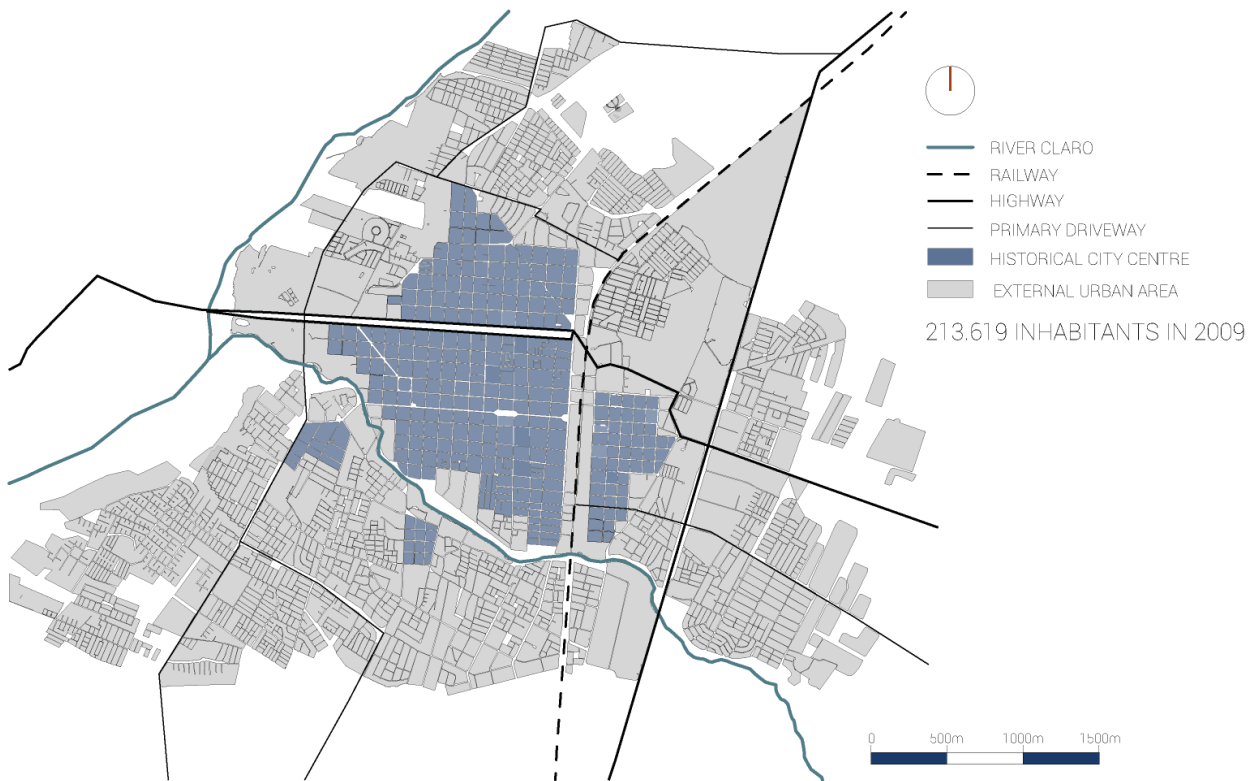 RIVER CLARO
RAILWAY
HIGHWAY
PRIMARY DRIVEWAY
HISTORICAL CITY CENTRE
EXTERNAL URBAN AREA
213.619 INHABITANTS IN 2009
0 500m 1000m 1500m